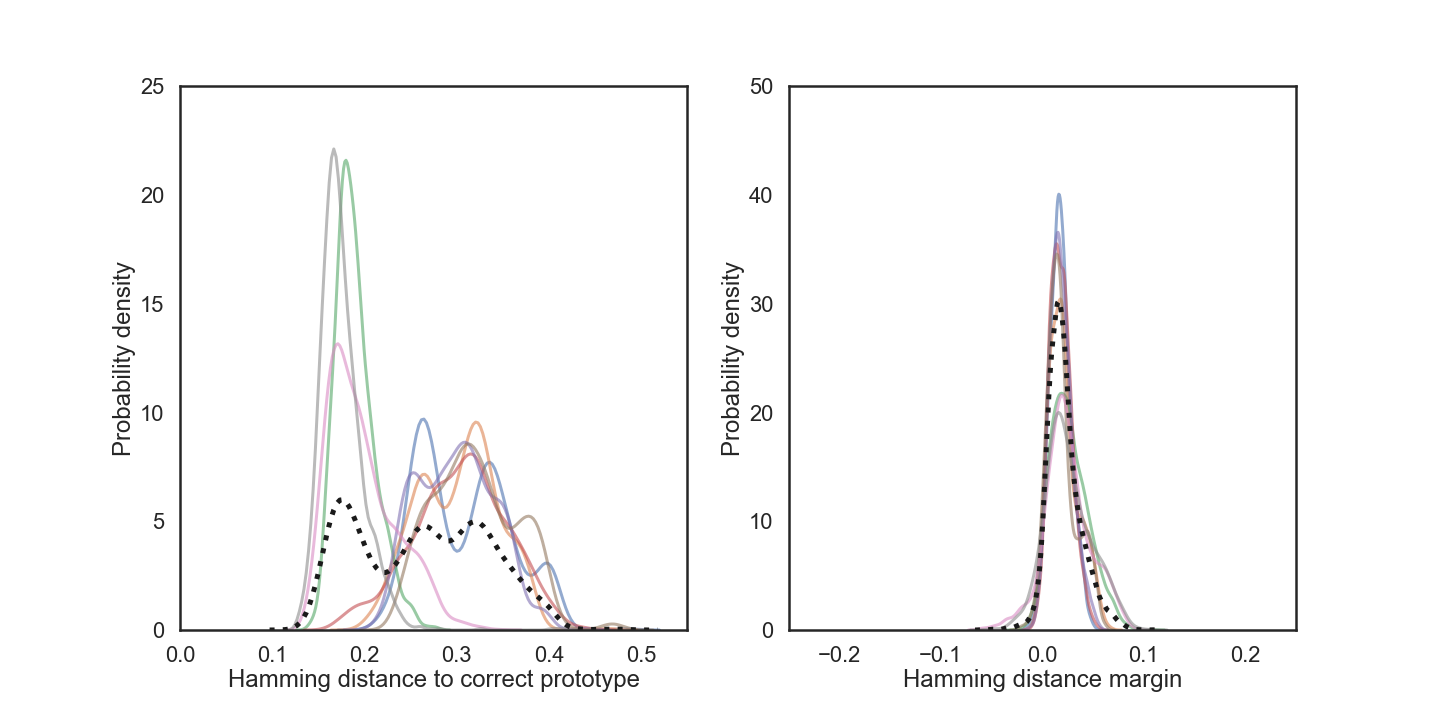 25
20
15
10
5
0
Probability density
0.0 0.1 0.2 0.3 0.4 0.5
Hamming distance to correct prototype
50
40
30
20
10
0
Probability density
−0.2 −0.1 0.0 0.1 0.2
Hamming distance margin